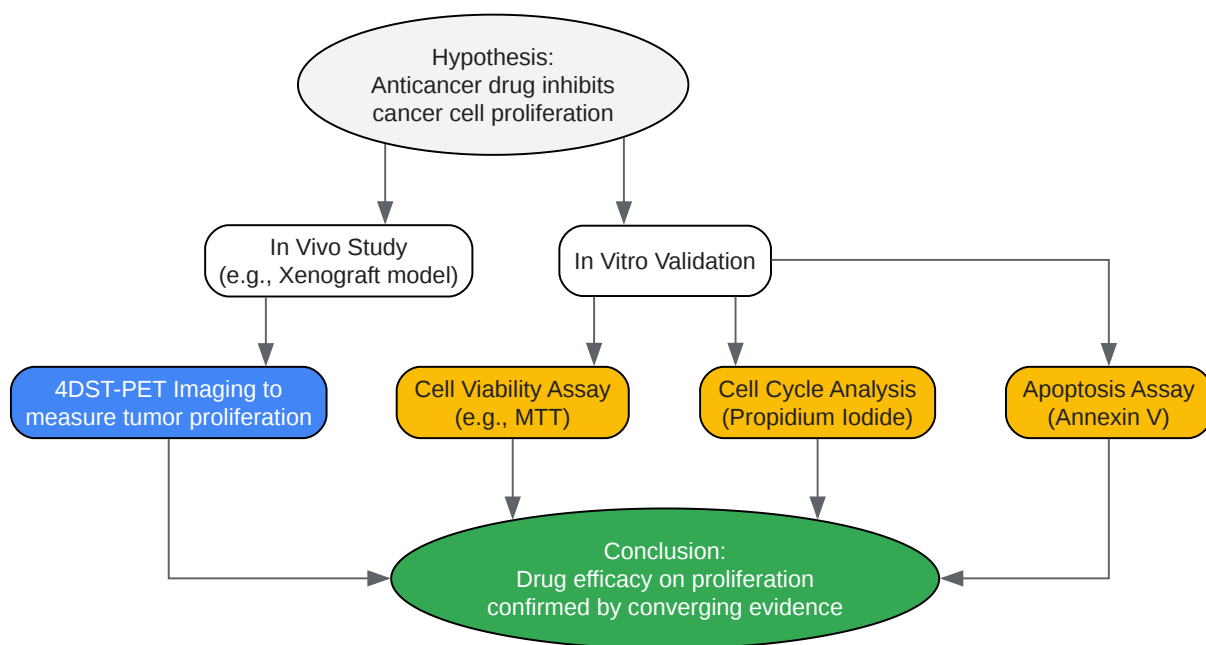 Hypothesis:
Anticancer drug inhibits
cancer cell proliferation
In Vivo Study
(e.g., Xenograft model)
In Vitro Validation
4DST-PET Imaging to
measure tumor proliferation
Cell Viability Assay
(e.g., MTT)
Cell Cycle Analysis
(Propidium Iodide)
Apoptosis Assay
(Annexin V)
Conclusion:
Drug efficacy on proliferation
confirmed by converging evidence